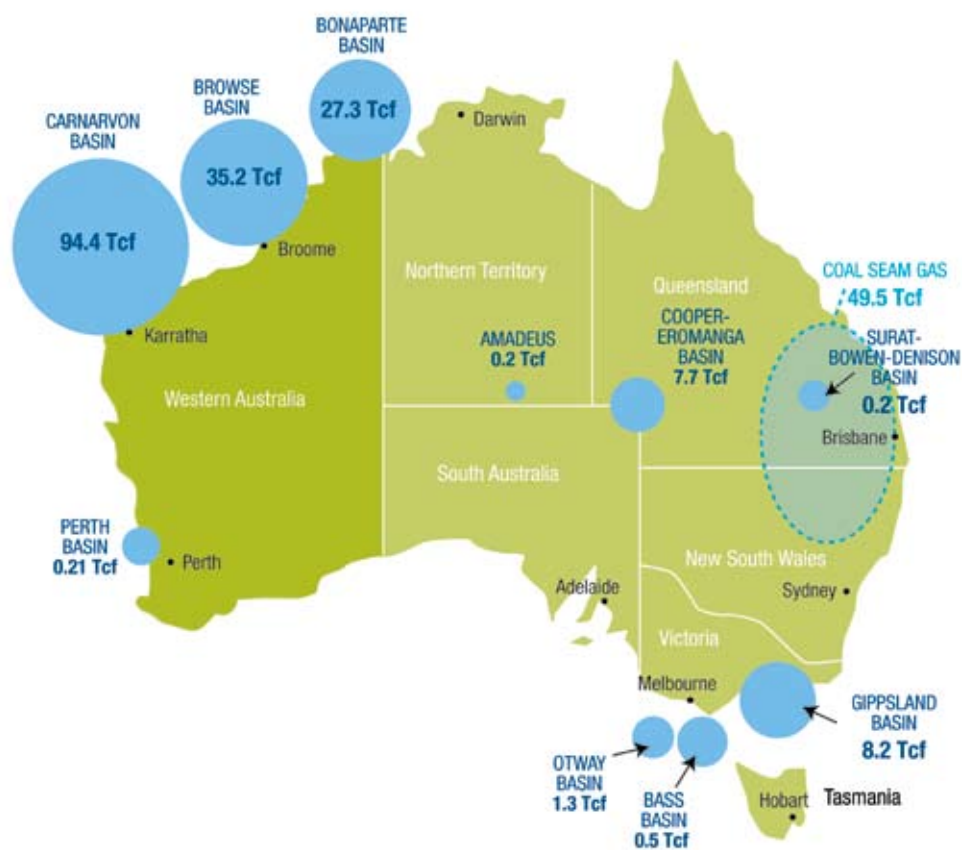 BONAPARTE
BASIN
27.3 Tcf
BROWSE
BASIN
35.2 Tcf
CARNARVON
BASIN
94.4 Tcf
Darwin
Broome
Karratha
Northern Territory
Queensland
COAL SEAM GAS
49.5 Tcf
AMADEUS
0.2 Tcf
COOPER-
EROMANGA
BASIN
7.7 Tcf
SURAT-
BOWEN-DENISON
BASIN
0.2 Tcf
Western Australia
Brisbane
South Australia
PERTH
BASIN
0.21 Tcf
Perth
New South Wales
Adelaide
Sydney
Victoria
Melbourne
GIPPSLAND
BASIN
8.2 Tcf
OTWAY
BASIN
1.3 Tcf
BASS
BASIN
0.5 Tcf
Hobart
Tasmania